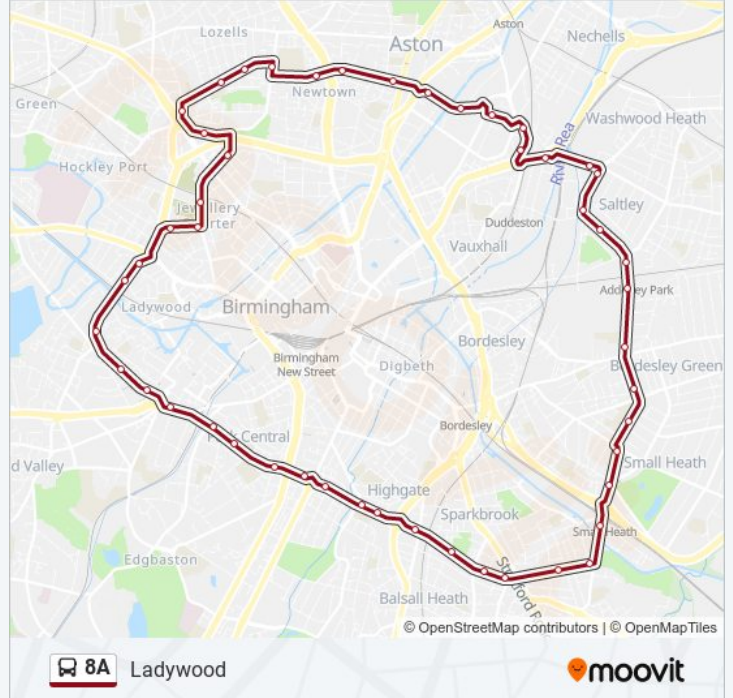 Lozells
Aston
Aston
Nechells
Newtown
Green
Washwood Heath
River Rea
Hockley Port
Jewellery
Quarter
Saltley
Duddeston
Vauxhall
Adderley Park
Ladywood
Birmingham
Bordesley
Birmingham
New Street
Digbeth
Bordesley Green
Park Central
Bordesley
d Valley
Small Heath
Highgate
Sparkbrook
Small Heath
Edgbaston
Stratford Ro
Balsall Heath
© OpenStreetMap contributors | © OpenMapTiles
8A Ladywood
moovit